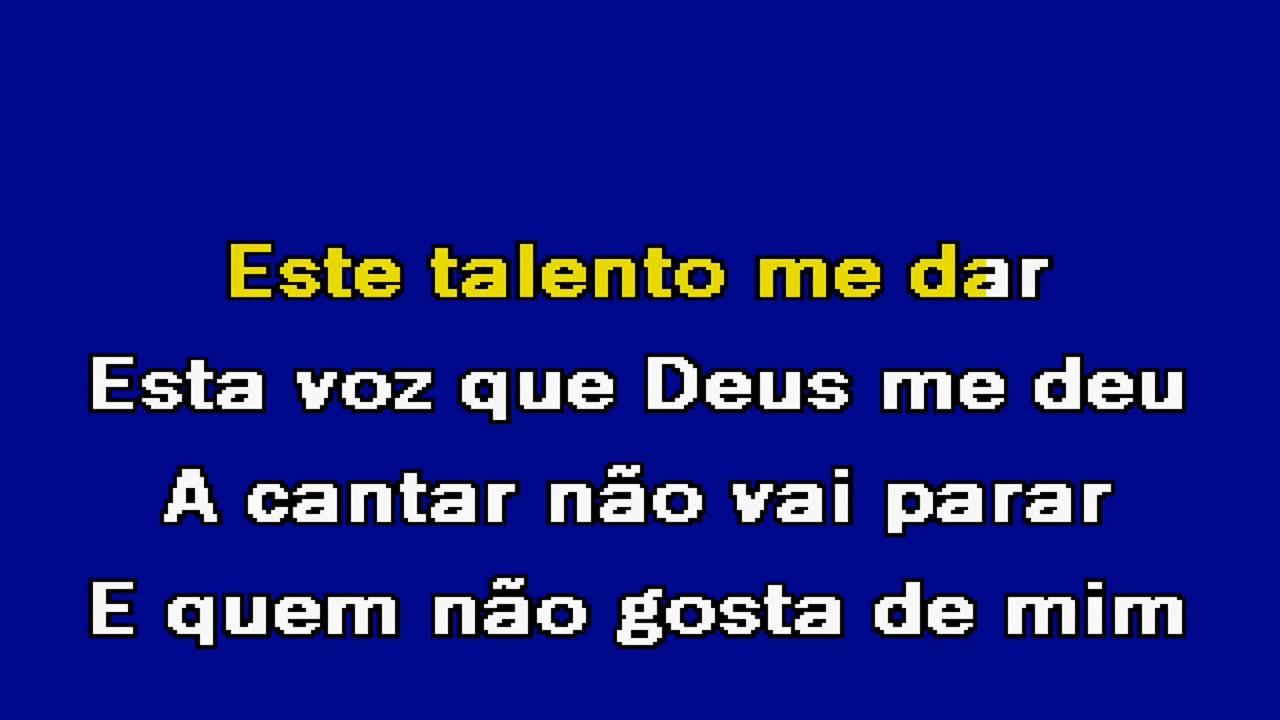 Este talento me dar
Esta voz que Deus me deu
A cantar não vai parar
E quem não gosta de mim